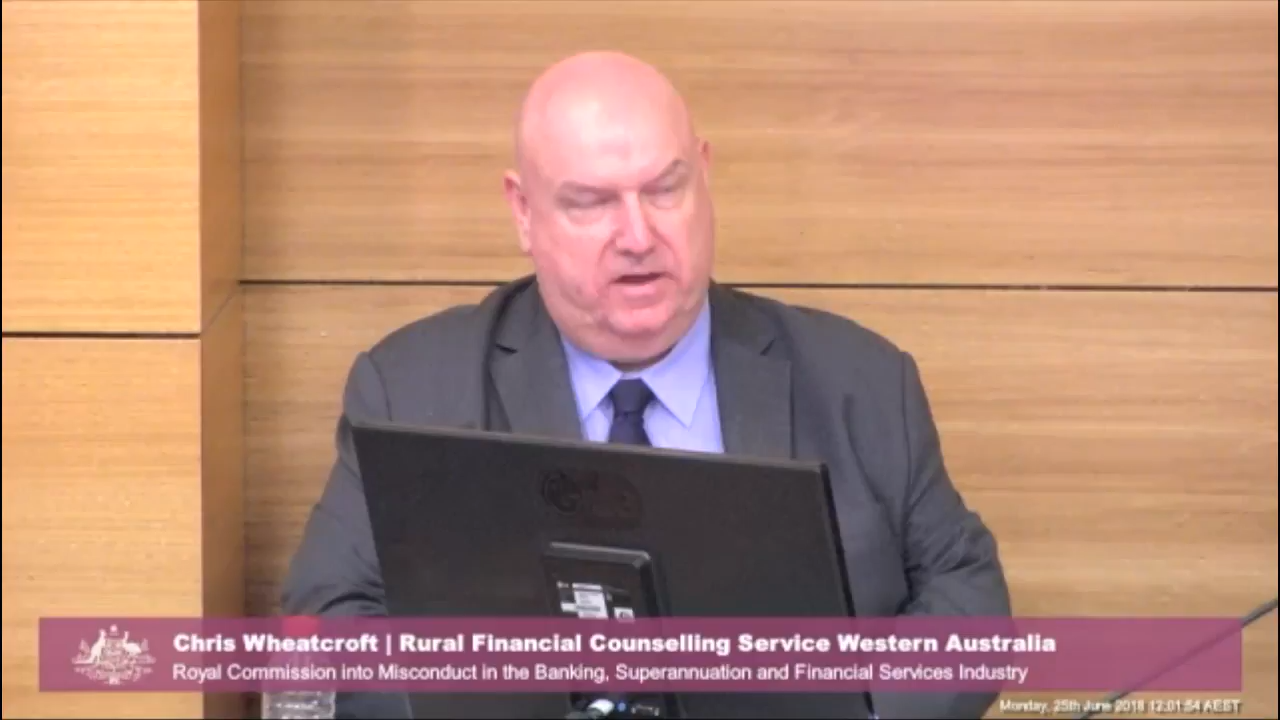 Chris Wheatcroft | Rural Financial Counselling Service Western Australia
Royal Commission into Misconduct in the Banking, Superannuation and Financial Services Industry
Monday, 25th June 2018 12:01:54 AEST